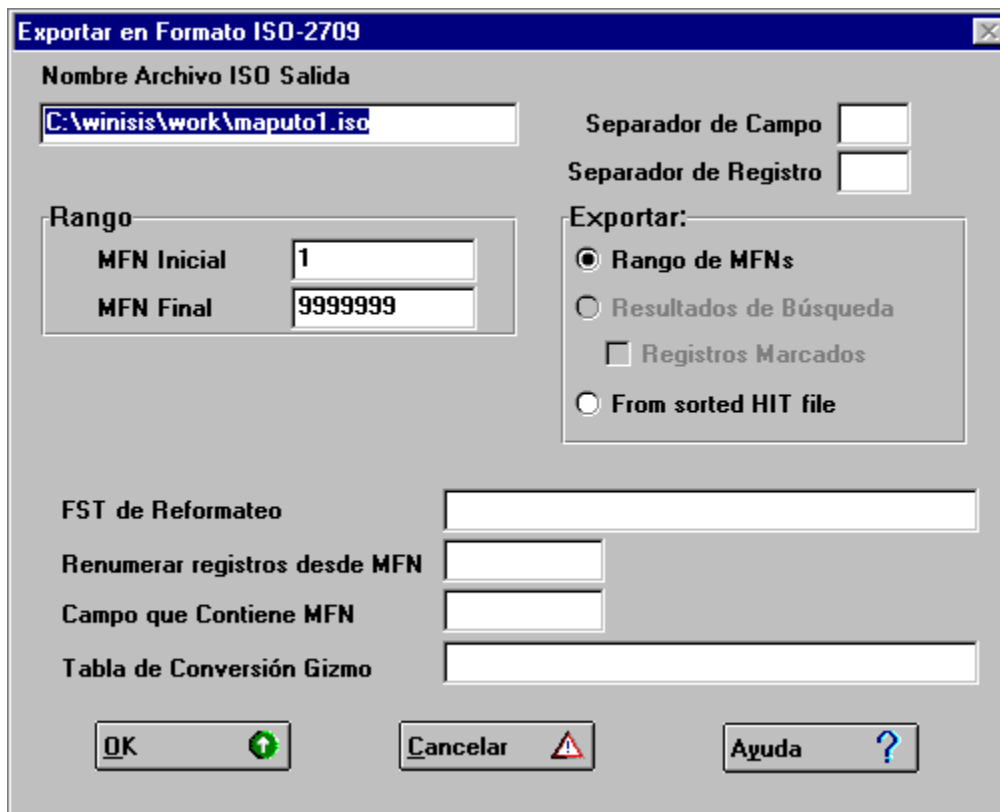 Exportar en Formato ISO-2709
Nombre Archivo ISO Salida
C:\winisis\work\maputo1.iso
Separador de Campo
Separador de Registro
Rango
MFN Inicial 1
MFN Final 9999999
Exportar:
Rango de MFNs
Resultados de Búsqueda
Registros Marcados
From sorted HIT file
FST de Reformateo
Renumerar registros desde MFN
Campo que Contiene MFN
Tabla de Conversión Gizmo
OK
Cancelar
Ayuda